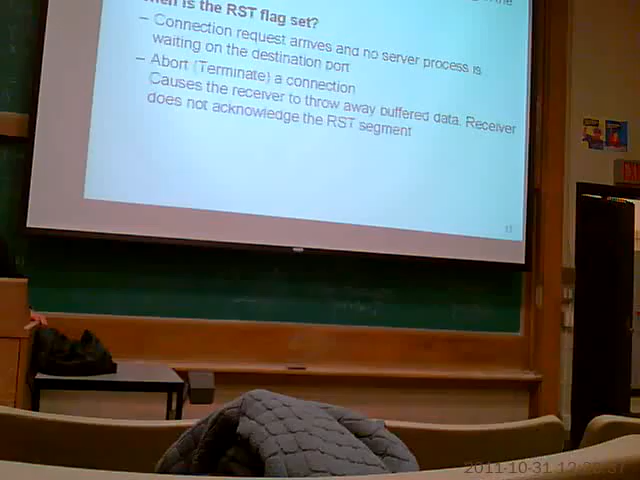 is the RST flag set?
– Connection request arrives and no server process is
waiting on the destination port
– Abort (Terminate) a connection
Causes the receiver to throw away buffered data. Receiver
does not acknowledge the RST segment
2011-10-31